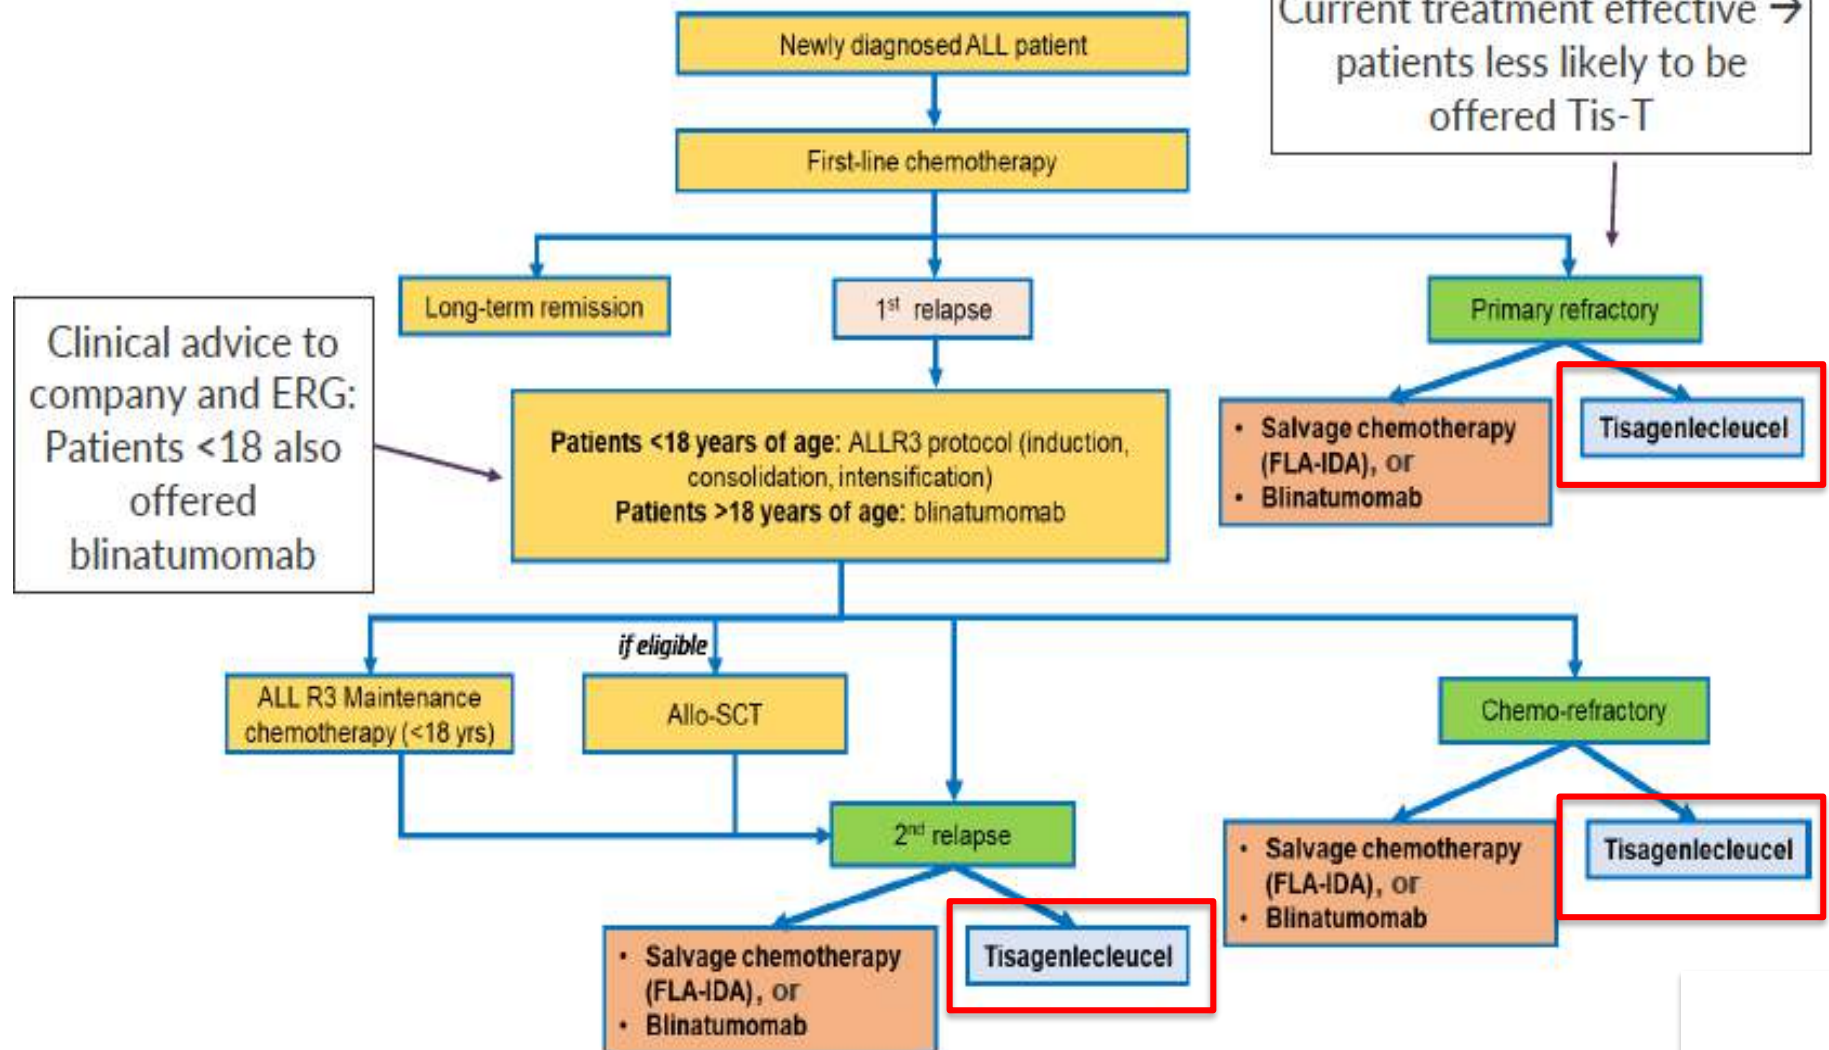 Current treatment effective →
patients less likely to be
offered Tis-T
Newly diagnosed ALL patient
First-line chemotherapy
Long-term remission
1st relapse
Primary refractory
Clinical advice to
company and ERG:
Patients <18 also
offered
blinatumomab
Patients <18 years of age: ALLR3 protocol (induction,
consolidation, intensification)
Patients >18 years of age: blinatumomab
• Salvage chemotherapy
(FLA-IDA), or
• Blinatumomab
Tisagenlecleucel
if eligible
ALL R3 Maintenance
chemotherapy (<18 yrs)
Allo-SCT
Chemo-refractory
2nd relapse
• Salvage chemotherapy
(FLA-IDA), or
• Blinatumomab
Tisagenlecleucel
• Salvage chemotherapy
(FLA-IDA), or
• Blinatumomab
Tisagenlecleucel